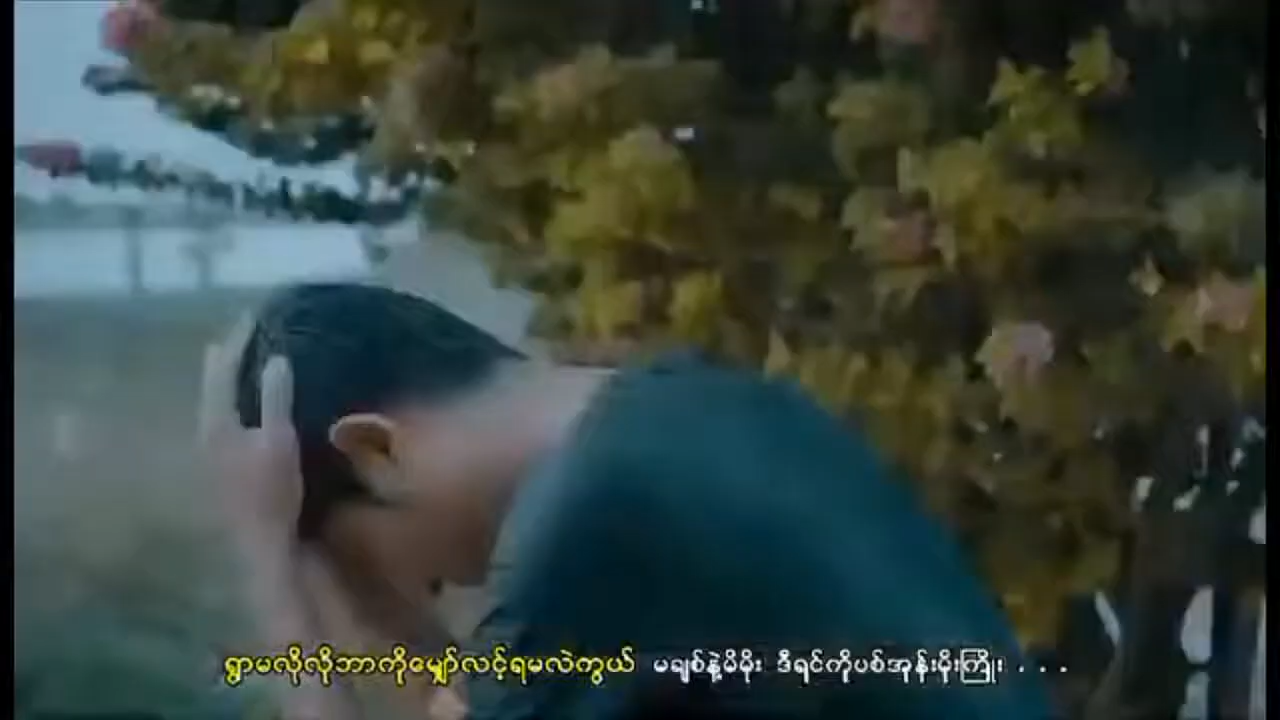 ရွာမလိုလိုဘာကိုမျှော်လင့်ရမလဲကွယ် မချစ်နဲ့မိမိုး ဒီရင်ကိုပစ်အုန်းမိုးကြိုး . . .